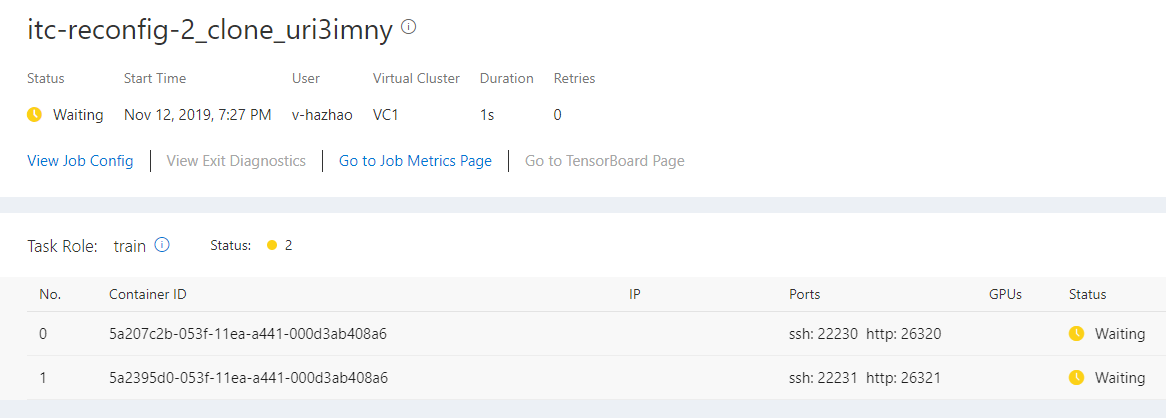 itc-reconfig-2_clone_uri3imny
Status Start Time User Virtual Cluster Duration Retries
Waiting Nov 12, 2019, 7:27 PM v-hazhao VC1 1s 0
View Job Config View Exit Diagnostics Go to Job Metrics Page Go to TensorBoard Page
Task Role: train Status: 2
No. Container ID IP Ports GPUs Status
0 5a207c2b-053f-11ea-a441-000d3ab408a6 ssh: 22230 http: 26320 Waiting
1 5a2395d0-053f-11ea-a441-000d3ab408a6 ssh: 22231 http: 26321 Waiting